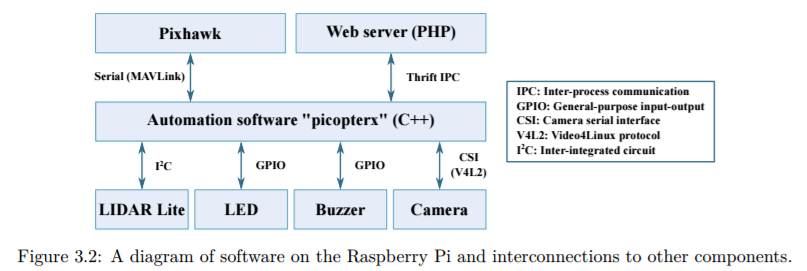 Pixhawk
Web server (PHP)
Serial (MAVLink)
Thrift IPC
Automation software "picopterx" (C++)
I²C
GPIO
GPIO
CSI
(V4L2)
LIDAR Lite
LED
Buzzer
Camera
IPC: Inter-process communication
GPIO: General-purpose input-output
CSI: Camera serial interface
V4L2: Video4Linux protocol
I²C: Inter-integrated circuit
Figure 3.2: A diagram of software on the Raspberry Pi and interconnections to other components.